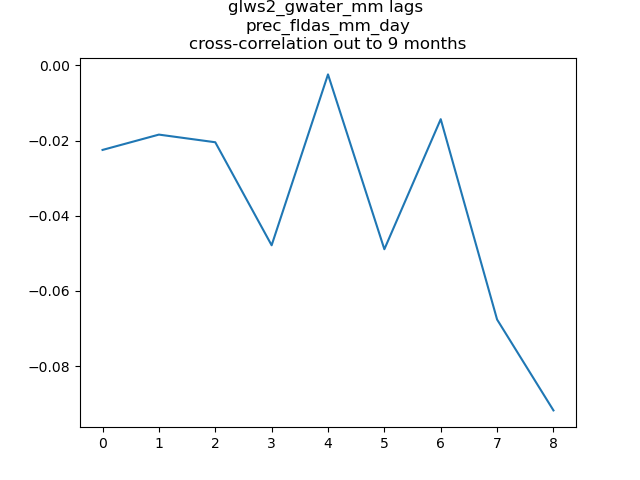 glws2_gwater_mm lags
prec_fldas_mm_day
cross-correlation out to 9 months
0.00
−0.02
−0.04
−0.06
−0.08
0 1 2 3 4 5 6 7 8